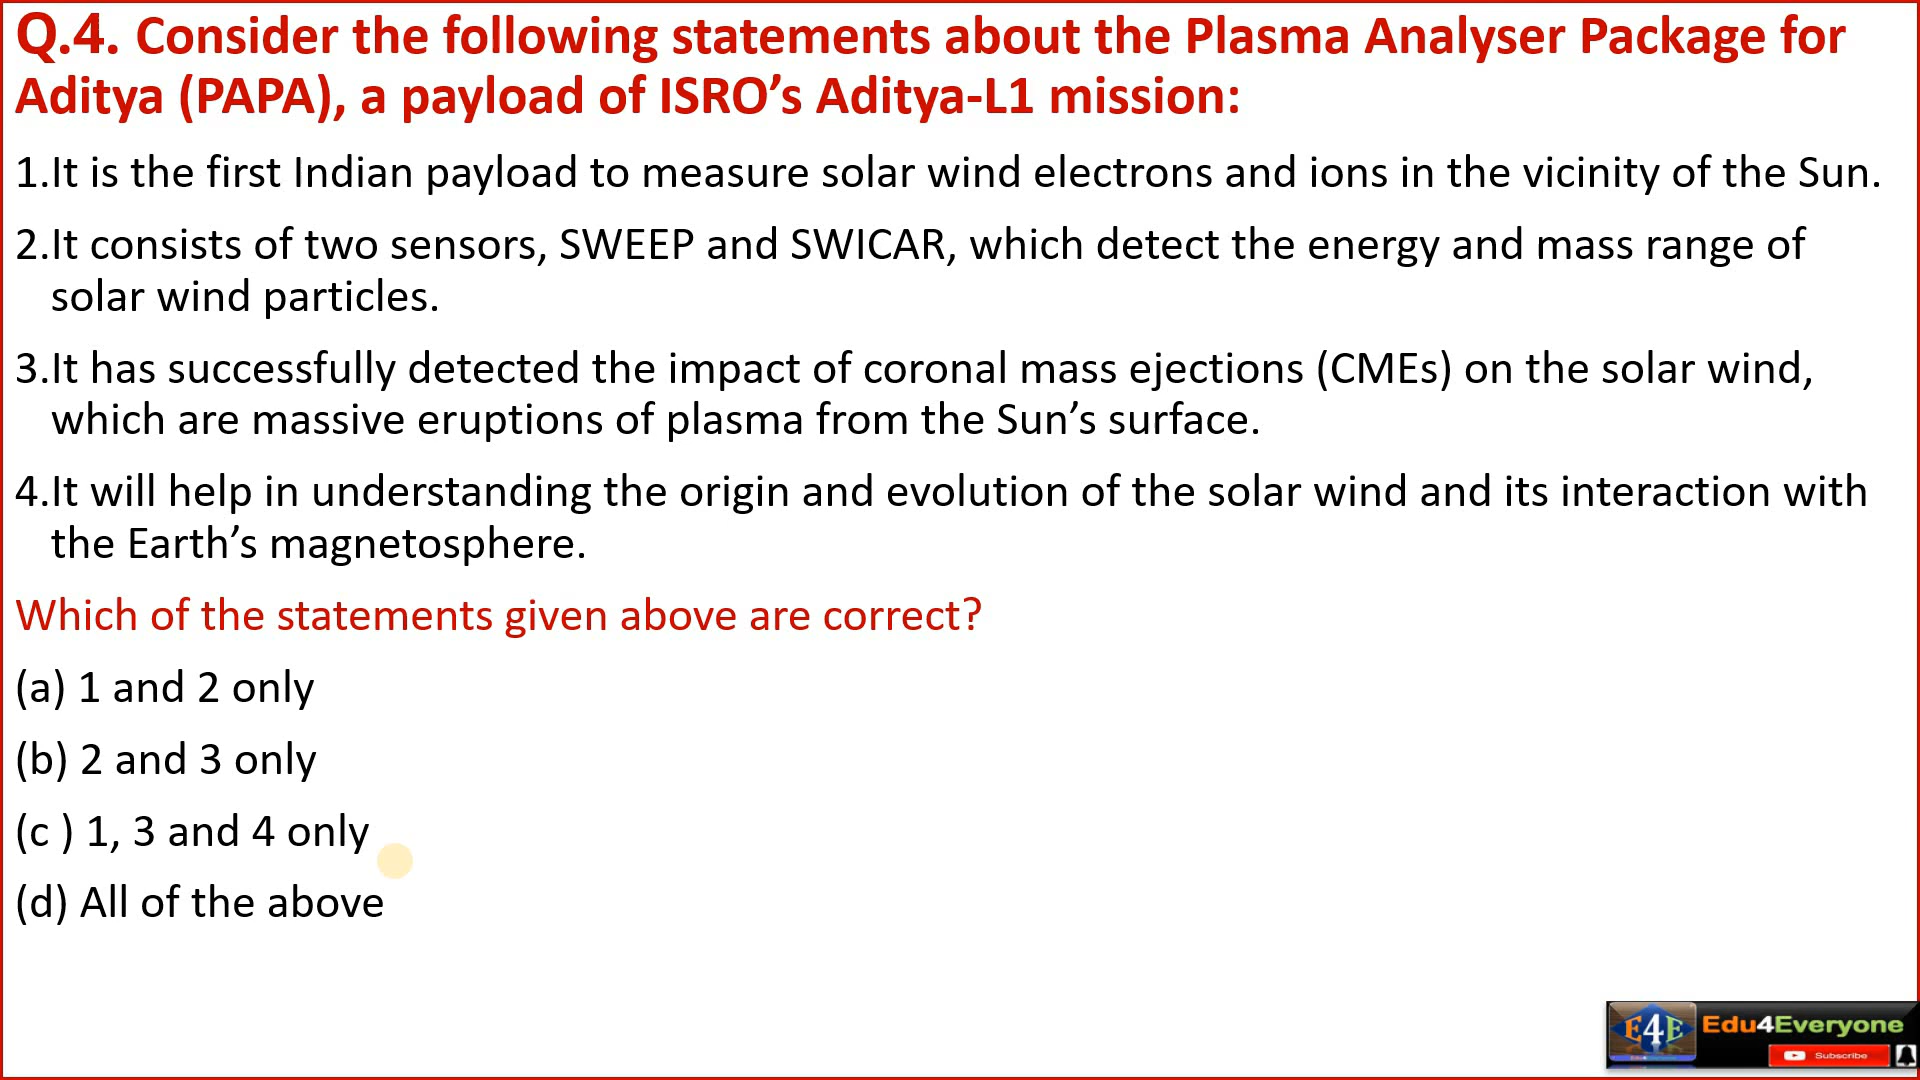 Q.4. Consider the following statements about the Plasma Analyser Package for
Aditya (PAPA), a payload of ISRO’s Aditya-L1 mission:
1.It is the first Indian payload to measure solar wind electrons and ions in the vicinity of the Sun.
2.It consists of two sensors, SWEEP and SWICAR, which detect the energy and mass range of
solar wind particles.
3.It has successfully detected the impact of coronal mass ejections (CMEs) on the solar wind,
which are massive eruptions of plasma from the Sun’s surface.
4.It will help in understanding the origin and evolution of the solar wind and its interaction with
the Earth’s magnetosphere.
Which of the statements given above are correct?
(a) 1 and 2 only
(b) 2 and 3 only
(c ) 1, 3 and 4 only
(d) All of the above
E4E
Edu4Everyone
Subscribe